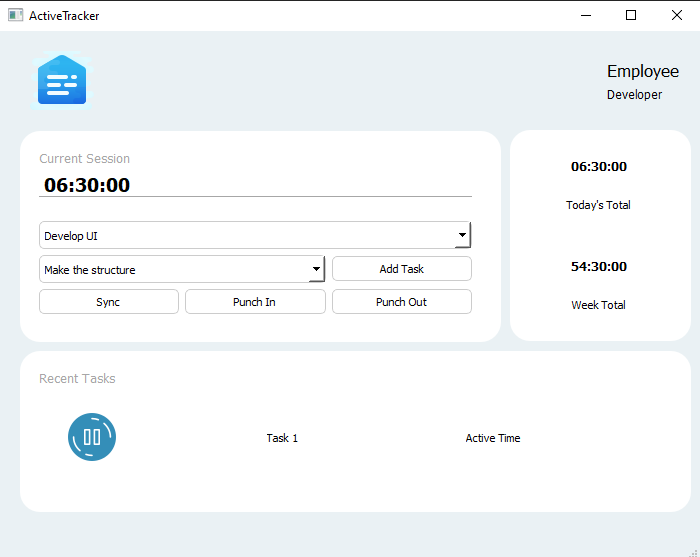 ActiveTracker
Employee
Developer
Current Session
06:30:00
Develop UI
Make the structure
Add Task
Sync
Punch In
Punch Out
06:30:00
Today's Total
54:30:00
Week Total
Recent Tasks
Task 1
Active Time